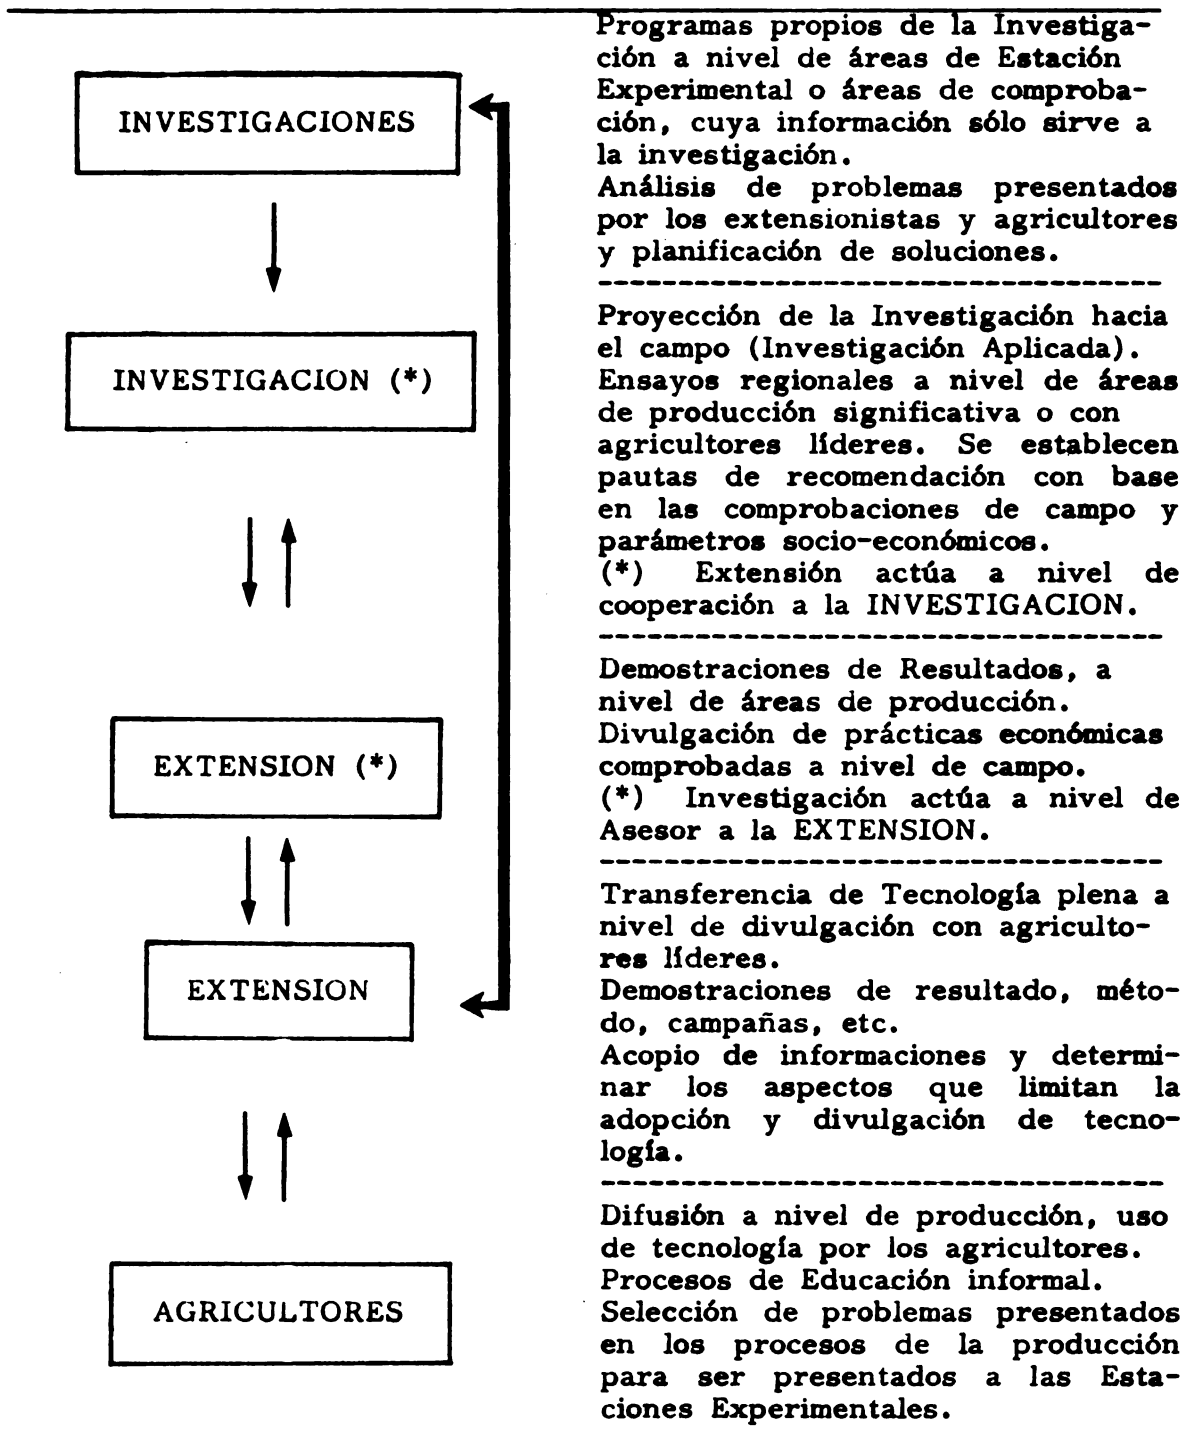 Programas propios de la Investiga-
ción a nivel de áreas de Estación
Experimental o áreas de comproba-
ción, cuya información sólo sirve a
la investigación.
Análisis de problemas presentados
por los extensionistas y agricultores
y planificación de soluciones.
INVESTIGACIONES
Proyección de la Investigación hacia
el campo (Investigación Aplicada).
Ensayos regionales a nivel de áreas
de producción significativa o con
agricultores líderes. Se establecen
pautas de recomendación con base
en las comprobaciones de campo y
parámetros socio-económicos.
(*) Extensión actúa a nivel de
cooperación a la INVESTIGACION.
INVESTIGACION (*)
Demostraciones de Resultados, a
nivel de áreas de producción.
Divulgación de prácticas económicas
comprobadas a nivel de campo.
(*) Investigación actúa a nivel de
Asesor a la EXTENSION.
EXTENSION (*)
Transferencia de Tecnología plena a
nivel de divulgación con agriculto-
res líderes.
Demostraciones de resultado, méto-
do, campañas, etc.
Acopio de informaciones y determi-
nar los aspectos que limitan la
adopción y divulgación de tecno-
logía.
EXTENSION
Difusión a nivel de producción, uso
de tecnología por los agricultores.
Procesos de Educación informal.
Selección de problemas presentados
en los procesos de la producción
para ser presentados a las Esta-
ciones Experimentales.
AGRICULTORES